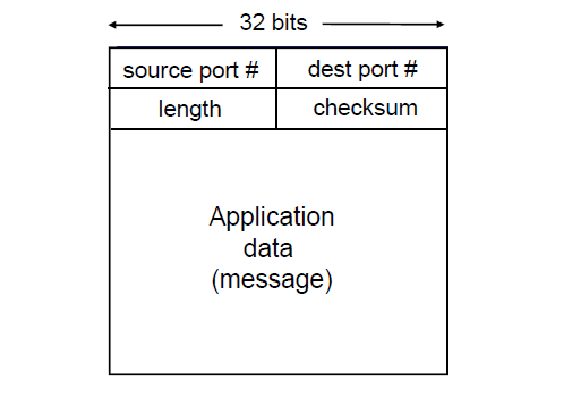 32 bits
source port # dest port #
length checksum
Application
data
(message)